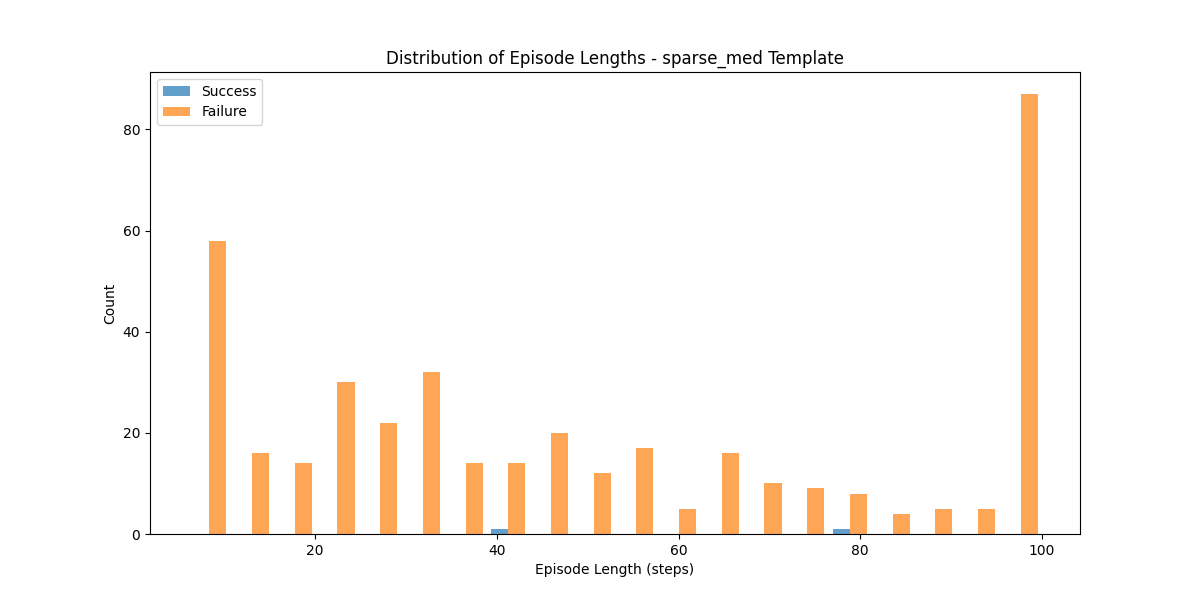 Distribution of Episode Lengths - sparse_med Template
Success
Failure
Count
80
60
40
20
0
20
40
60
80
100
Episode Length (steps)